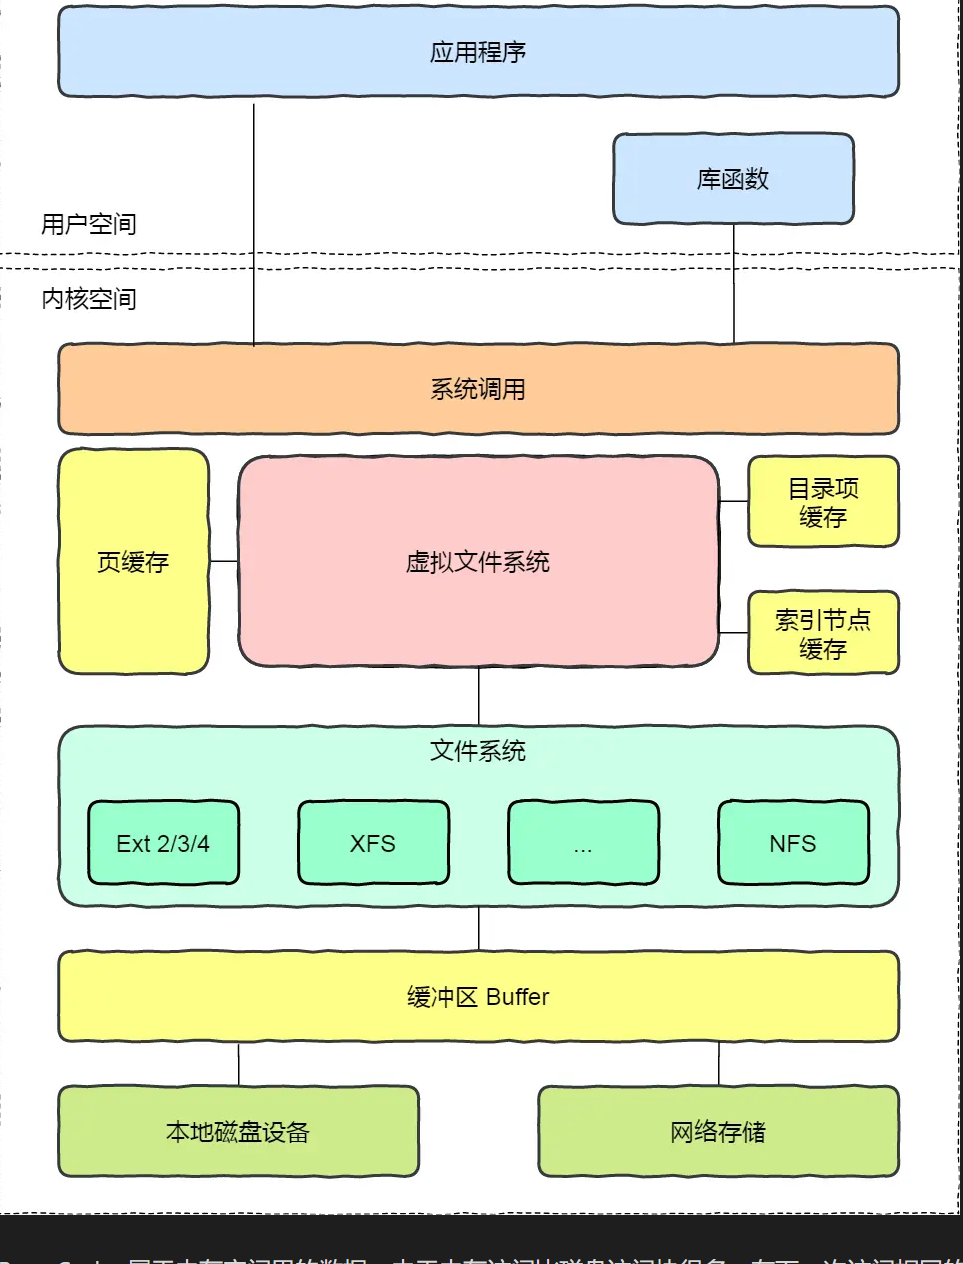 应用程序
库函数
用户空间
内核空间
系统调用
页缓存
虚拟文件系统
目录项
缓存
索引节点
缓存
文件系统
Ext 2/3/4
XFS
...
NFS
缓冲区 Buffer
本地磁盘设备
网络存储